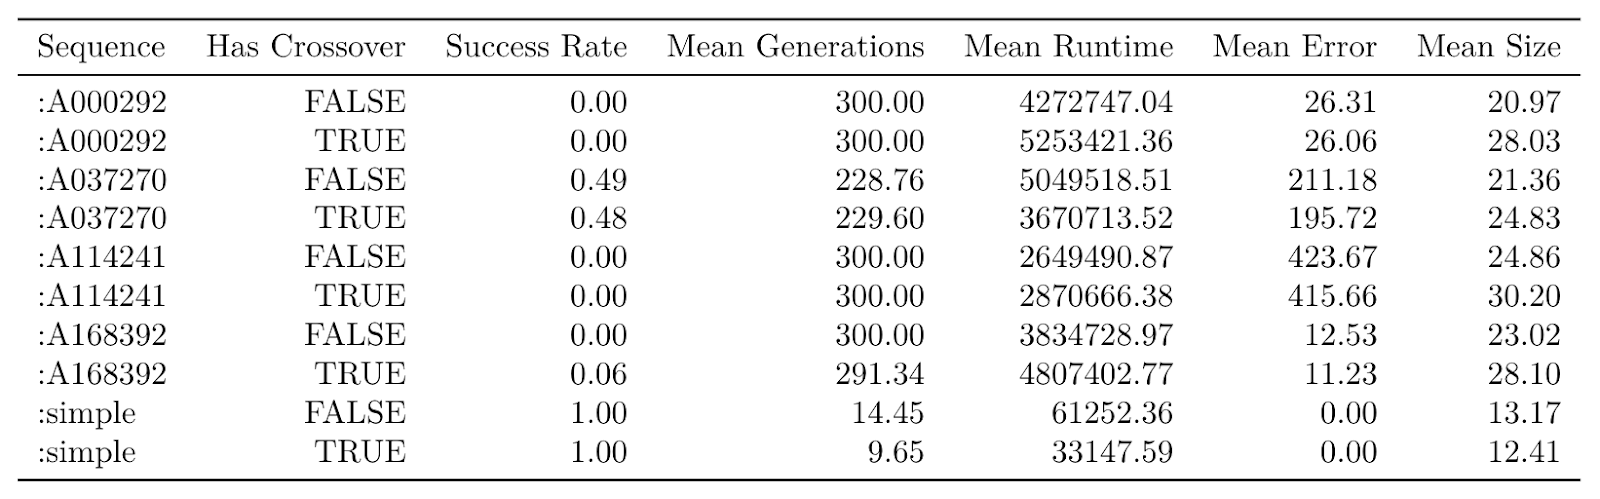 Sequence Has Crossover Success Rate Mean Generations Mean Runtime Mean Error Mean Size
:A000292 FALSE 0.00 300.00 4272747.04 26.31 20.97
:A000292 TRUE 0.00 300.00 5253421.36 26.06 28.03
:A037270 FALSE 0.49 228.76 5049518.51 211.18 21.36
:A037270 TRUE 0.48 229.60 3670713.52 195.72 24.83
:A114241 FALSE 0.00 300.00 2649490.87 423.67 24.86
:A114241 TRUE 0.00 300.00 2870666.38 415.66 30.20
:A168392 FALSE 0.00 300.00 3834728.97 12.53 23.02
:A168392 TRUE 0.06 291.34 4807402.77 11.23 28.10
:simple FALSE 1.00 14.45 61252.36 0.00 13.17
:simple TRUE 1.00 9.65 33147.59 0.00 12.41